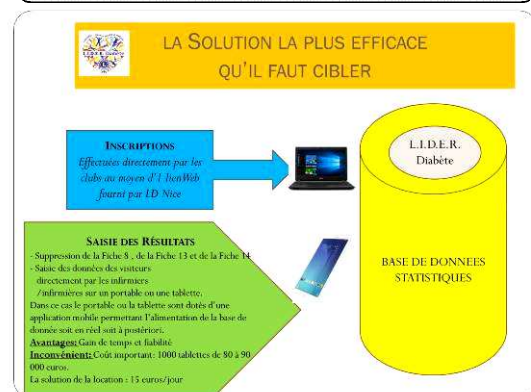 LA SOLUTION LA PLUS EFFICACE
QU'IL FAUT CIBLER
L.I.D.E.R. Diabète
INSCRIPTIONS
Effectuées directement par les
clubs au moyen d'1 lienWeb
fourni par LD Nice
L.I.D.E.R.
Diabète
BASE DE DONNEES
STATISTIQUES
SAISIE DES RÉSULTATS
- Suppression de la Fiche 8 , de la Fiche 13 et de la Fiche 14
- Saisie des données des visiteurs
directement par les infirmiers
/infirmières sur un portable ou une tablette.
Dans ce cas le portable ou la tablette sont dotés d'une
application mobile permettant l'alimentation de la base de
donnée soit en réel soit à postériori.
Avantages: Gain de temps et fiabilité
Inconvénient: Coût important: 1000 tablettes de 80 à 90
000 euros.
La solution de la location : 15 euros/jour